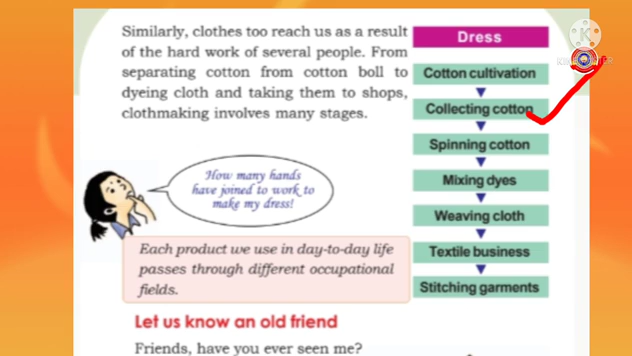 Similarly, clothes too reach us as a result
of the hard work of several people. From
separating cotton from cotton boll to
dyeing cloth and taking them to shops,
clothmaking involves many stages.
Dress
Cotton cultivation
Collecting cotton
Spinning cotton
Mixing dyes
Weaving cloth
Textile business
Stitching garments
How many hands
have joined to work to
make my dress!
Each product we use in day-to-day life
passes through different occupational
fields.
Let us know an old friend
Friends, have you ever seen me?